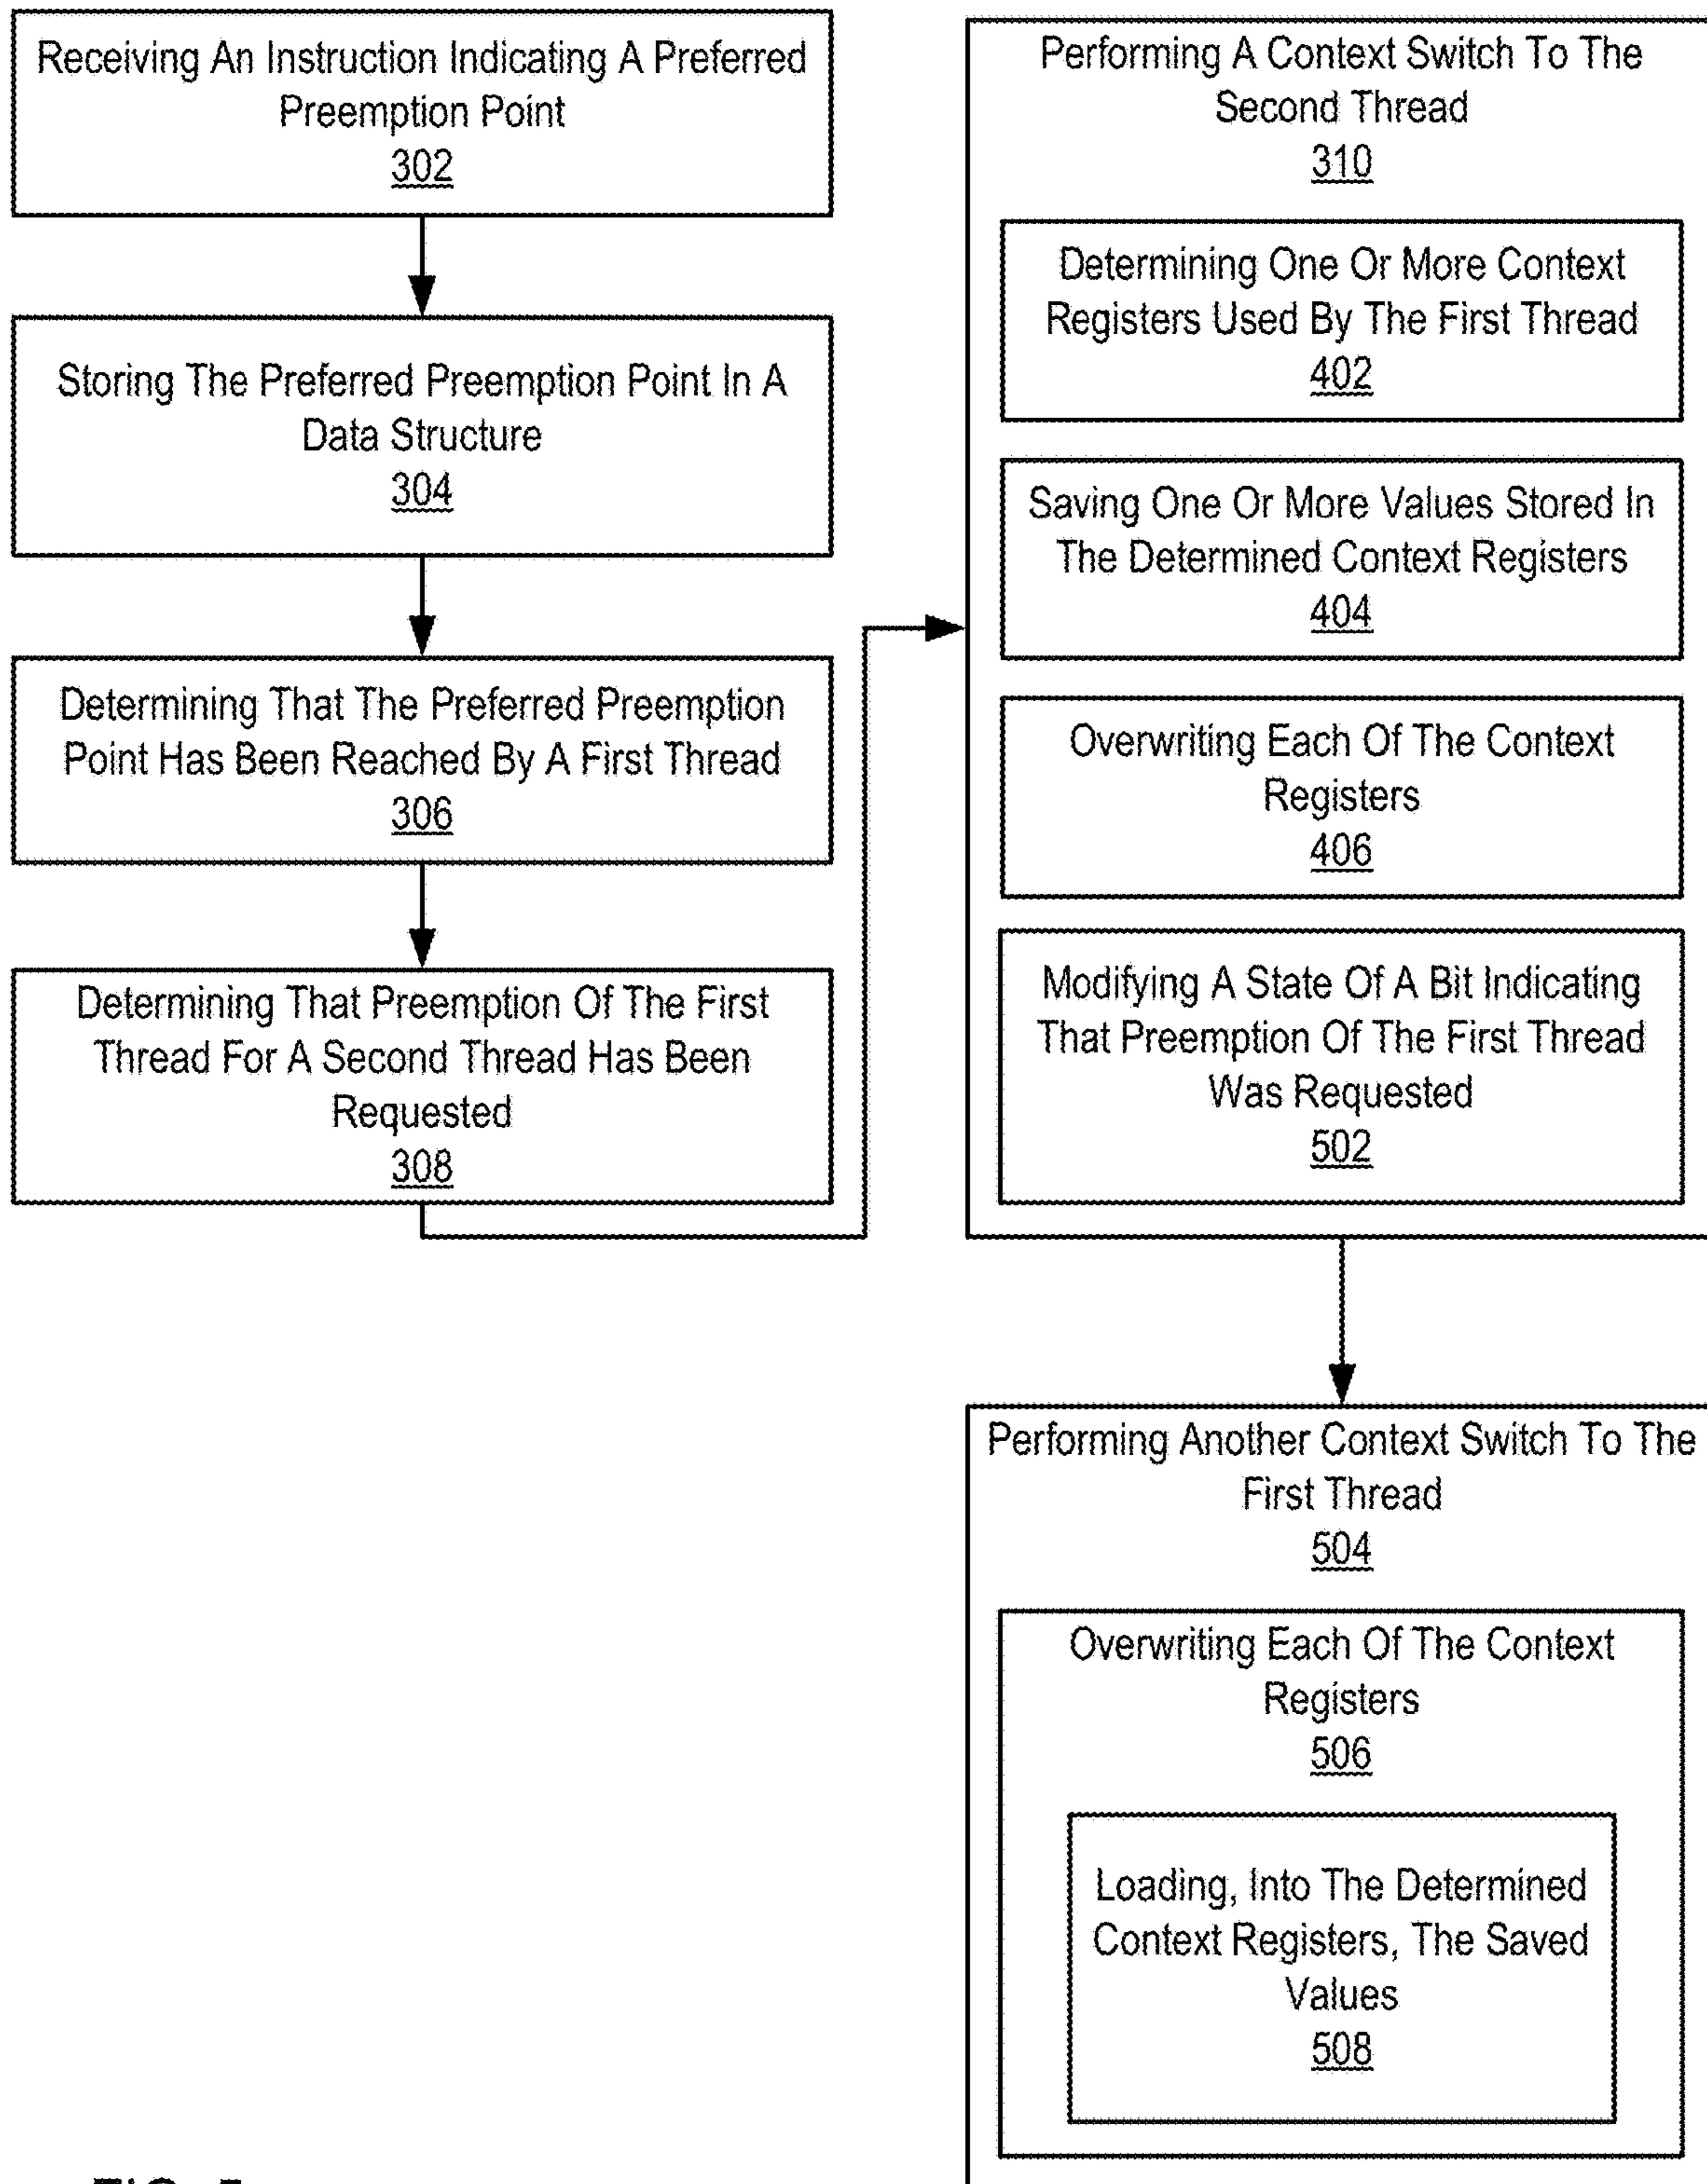 Receiving An Instruction Indicating A Preferred
Preemption Point
302
Storing The Preferred Preemption Point In A
Data Structure
304
Determining That The Preferred Preemption
Point Has Been Reached By A First Thread
306
Determining That Preemption Of The First
Thread For A Second Thread Has Been
Requested
308
Performing A Context Switch To The
Second Thread
310
Determining One Or More Context
Registers Used By The First Thread
402
Saving One Or More Values Stored In
The Determined Context Registers
404
Overwriting Each Of The Context
Registers
406
Modifying A State Of A Bit Indicating
That Preemption Of The First Thread
Was Requested
502
Performing Another Context Switch To The
First Thread
504
Overwriting Each Of The Context
Registers
506
Loading, Into The Determined
Context Registers, The Saved
Values
508